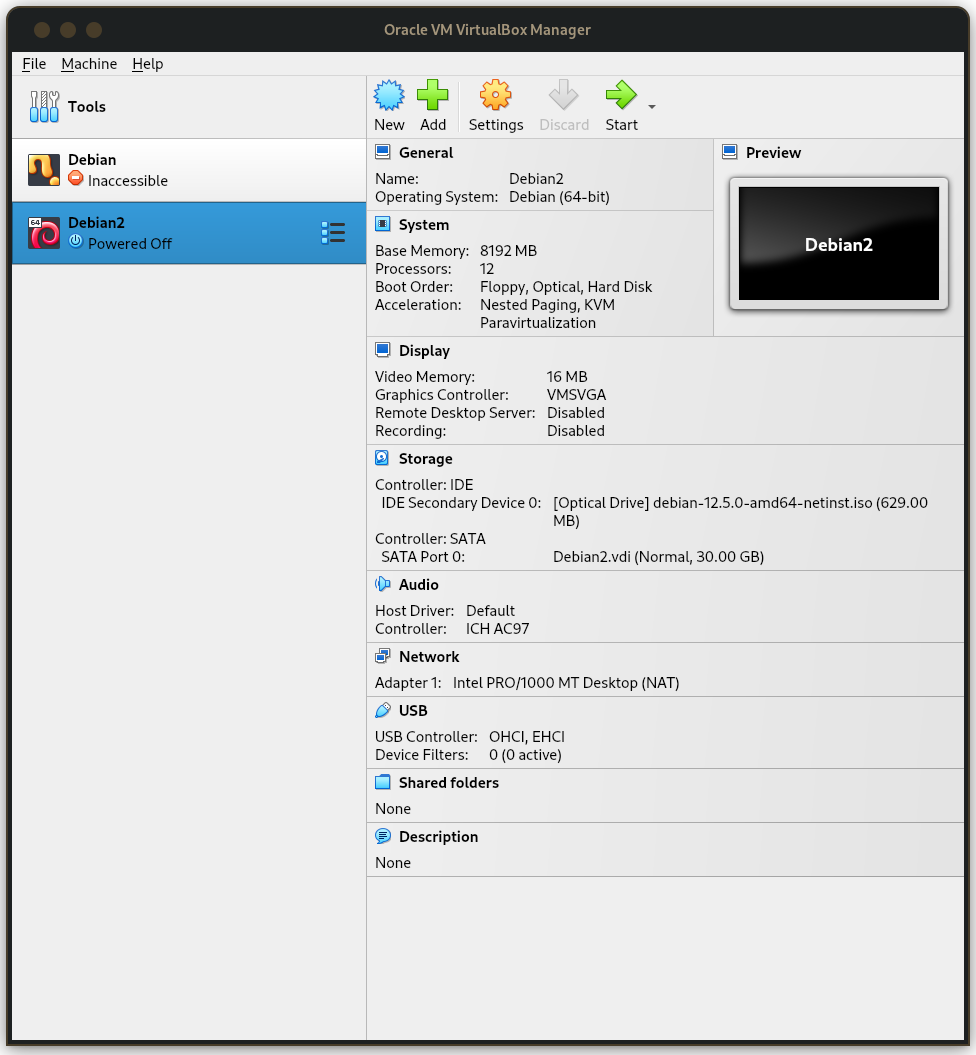 Oracle VM VirtualBox Manager
File Machine Help
Tools
New Add Settings Discard Start
Debian
Inaccessible
64
Debian2
Powered Off
General
Name: Debian2
Operating System: Debian (64-bit)
Preview
Debian2
System
Base Memory: 8192 MB
Processors: 12
Boot Order: Floppy, Optical, Hard Disk
Acceleration: Nested Paging, KVM
Paravirtualization
Display
Video Memory: 16 MB
Graphics Controller: VMSVGA
Remote Desktop Server: Disabled
Recording: Disabled
Storage
Controller: IDE
IDE Secondary Device 0: [Optical Drive] debian-12.5.0-amd64-netinst.iso (629.00
MB)
Controller: SATA
SATA Port 0: Debian2.vdi (Normal, 30.00 GB)
Audio
Host Driver: Default
Controller: ICH AC97
Network
Adapter 1: Intel PRO/1000 MT Desktop (NAT)
USB
USB Controller: OHCI, EHCI
Device Filters: 0 (0 active)
Shared folders
None
Description
None